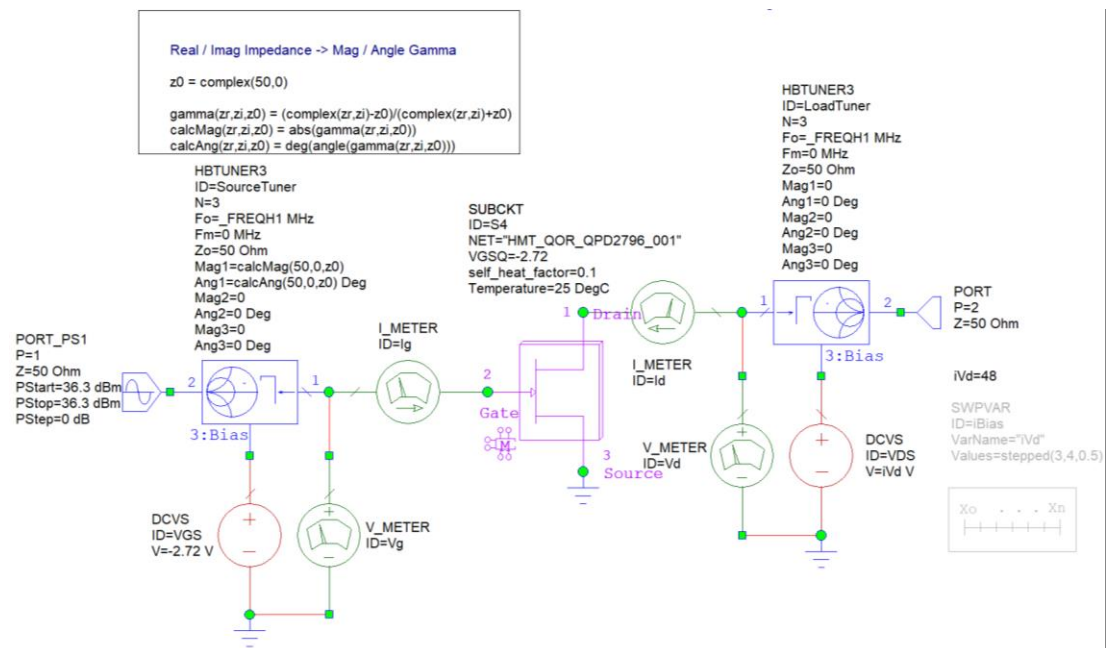 Real / Imag Impedance -> Mag / Angle Gamma
z0 = complex(50,0)
gamma(zr,zi,z0) = (complex(zr,zi)-z0)/(complex(zr,zi)+z0)
calcMag(zr,zi,z0) = abs(gamma(zr,zi,z0))
calcAng(zr,zi,z0) = deg(angle(gamma(zr,zi,z0)))
HBTUNER3
ID=SourceTuner
N=3
Fo=_FREQH1 MHz
Fm=0 MHz
Zo=50 Ohm
Mag1=calcMag(50,0,z0)
Ang1=calcAng(50,0,z0) Deg
Mag2=0
Ang2=0 Deg
Mag3=0
Ang3=0 Deg
PORT_PS1
P=1
Z=50 Ohm
PStart=36.3 dBm
PStop=36.3 dBm
PStep=0 dB
2
1
3:Bias
I_METER
ID=Ig
DCVS
ID=VGS
V=-2.72 V
V_METER
ID=Vg
SUBCKT
ID=S4
NET="HMT_QOR_QPD2796_001"
VGSQ=-2.72
self_heat_factor=0.1
Temperature=25 DegC
1
Drain
2
Gate
M
3
Source
I_METER
ID=Id
V_METER
ID=Vd
DCVS
ID=VDS
V=iVd V
HBTUNER3
ID=LoadTuner
N=3
Fo=_FREQH1 MHz
Fm=0 MHz
Zo=50 Ohm
Mag1=0
Ang1=0 Deg
Mag2=0
Ang2=0 Deg
Mag3=0
Ang3=0 Deg
1
2
3:Bias
PORT
P=2
Z=50 Ohm
iVd=48
SWPVAR
ID=iBias
VarName="iVd"
Values=stepped(3,4,0.5)
Xo . . . Xn